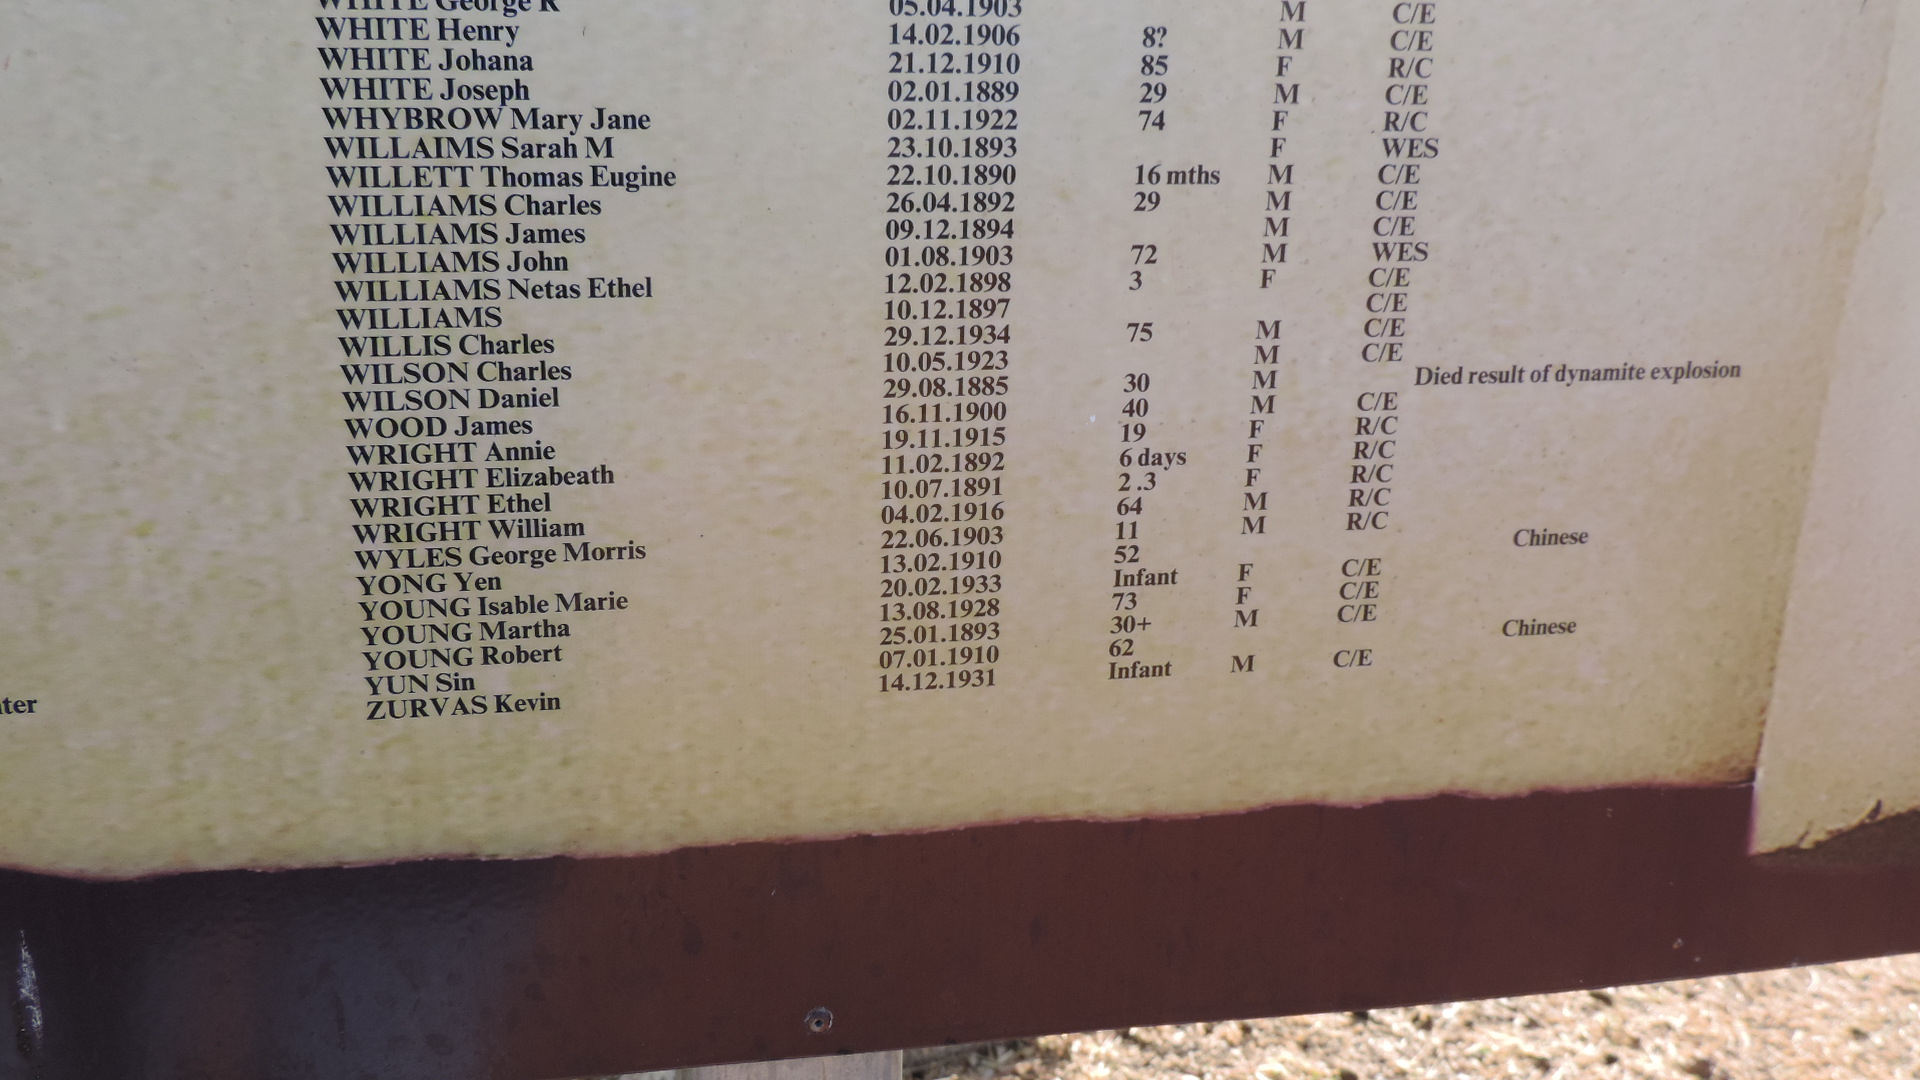 WHITE George R 05.04.1903 M C/E
WHITE Henry 14.02.1906 8? M C/E
WHITE Johana 21.12.1910 85 F R/C
WHITE Joseph 02.01.1889 29 M C/E
WHYBROW Mary Jane 02.11.1922 74 F R/C
WILLAIMS Sarah M 23.10.1893 F WES
WILLETT Thomas Eugine 22.10.1890 16 mths M C/E
WILLIAMS Charles 26.04.1892 29 M C/E
WILLIAMS James 09.12.1894 M C/E
WILLIAMS John 01.08.1903 72 M WES
WILLIAMS Netas Ethel 12.02.1898 3 F C/E
WILLIAMS 10.12.1897 C/E
WILLIS Charles 29.12.1934 75 M C/E
WILSON Charles 10.05.1923 M C/E
WILSON Daniel 29.08.1885 30 M Died result of dynamite explosion
WOOD James 16.11.1900 40 M C/E
WRIGHT Annie 19.11.1915 19 F R/C
WRIGHT Elizabeath 11.02.1892 6 days F R/C
WRIGHT Ethel 10.07.1891 2.3 F R/C
WRIGHT William 04.02.1916 64 M R/C
WYLES George Morris 22.06.1903 11 M R/C
YONG Yen 13.02.1910 52 Chinese
YOUNG Isable Marie 20.02.1933 Infant F C/E
YOUNG Martha 13.08.1928 73 F C/E
YOUNG Robert 25.01.1893 30+ M C/E
YUN Sin 07.01.1910 62 Chinese
ZURVAS Kevin 14.12.1931 Infant M C/E